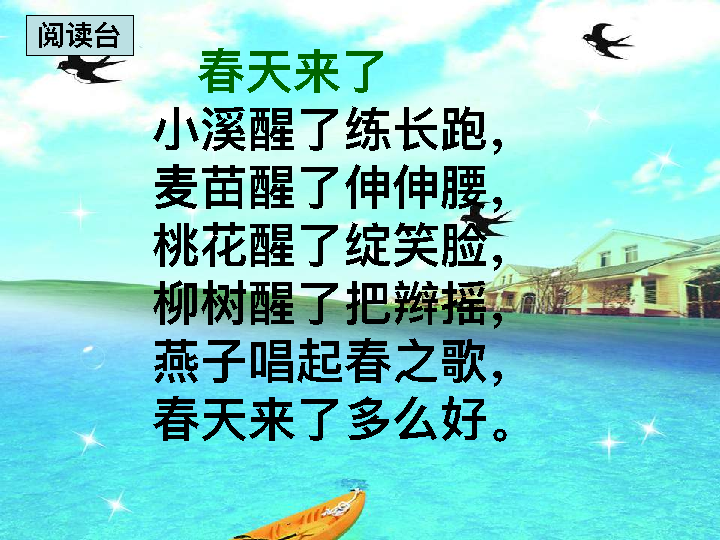 阅读台
春天来了
小溪醒了练长跑，
麦苗醒了伸伸腰，
桃花醒了绽笑脸，
柳树醒了把辫摇，
燕子唱起春之歌，
春天来了多么好。